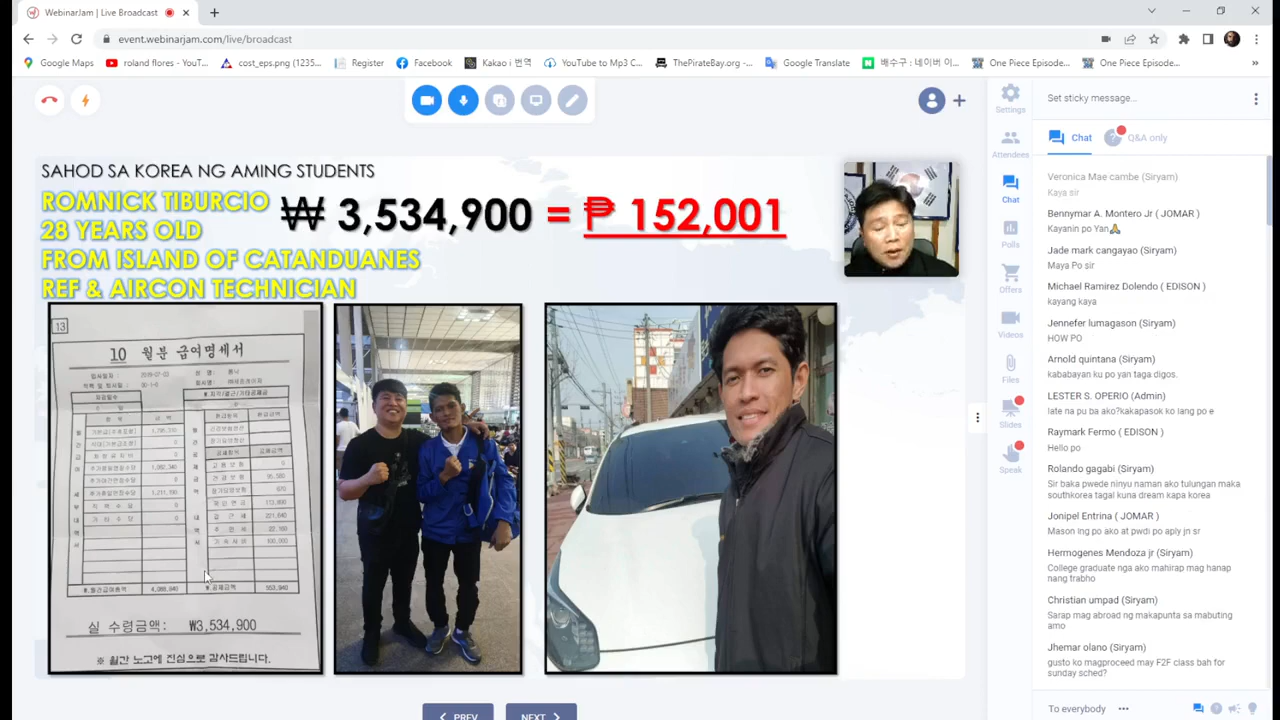 WebinarJam | Live Broadcast
event.webinarjam.com/live/broadcast
Google Maps
roland flores - YouT...
cost_eps.png (1235...
Register
Facebook
Kakao i 번역
YouTube to Mp3 C...
ThePirateBay.org -...
Google Translate
배수구 : 네이버 이...
One Piece Episode...
One Piece Episode...
SAHOD SA KOREA NG AMING STUDENTS
ROMNICK TIBURCIO
28 YEARS OLD
FROM ISLAND OF CATANDUANES
REF & AIRCON TECHNICIAN
₩ 3,534,900 = ₱ 152,001
13
10 월분 급여명세서
실 수령금액: ₩3,534,900
※ 월간 노고에 진심으로 감사드립니다.
PREV
NEXT
Settings
Attendees
Chat
Polls
Offers
Videos
Files
Slides
Speak
Set sticky message...
Chat
Q&A only
Veronica Mae cambe (Siryam)
Kaya sir
Bennymar A. Montero Jr ( JOMAR )
Kayanin po Yan🙏
Jade mark cangayao (Siryam)
Maya Po sir
Michael Ramirez Dolendo ( EDISON )
kayang kaya
Jennefer lumagason (Siryam)
HOW PO
Arnold quintana (Siryam)
kababayan ku po yan taga digos.
LESTER S. OPERIO (Admin)
late na pu ba ako?kakapasok ko lang po e
Raymark Fermo ( EDISON )
Hello po
Rolando gagabi (Siryam)
Sir baka pwede ninyu naman ako tulungan maka
southkorea tagal kuna dream kapa korea
Jonipel Entrina ( JOMAR )
Mason lng po ako at pwdi po aply jn sr
Hermogenes Mendoza jr (Siryam)
College graduate nga ako mahirap mag hanap
nang trabho
Christian umpad (Siryam)
Sarap mag abroad ng makapunta sa mabuting
amo
Jhemar olano (Siryam)
gusto ko magproceed may F2F class bah for
sunday sched?
To everybody